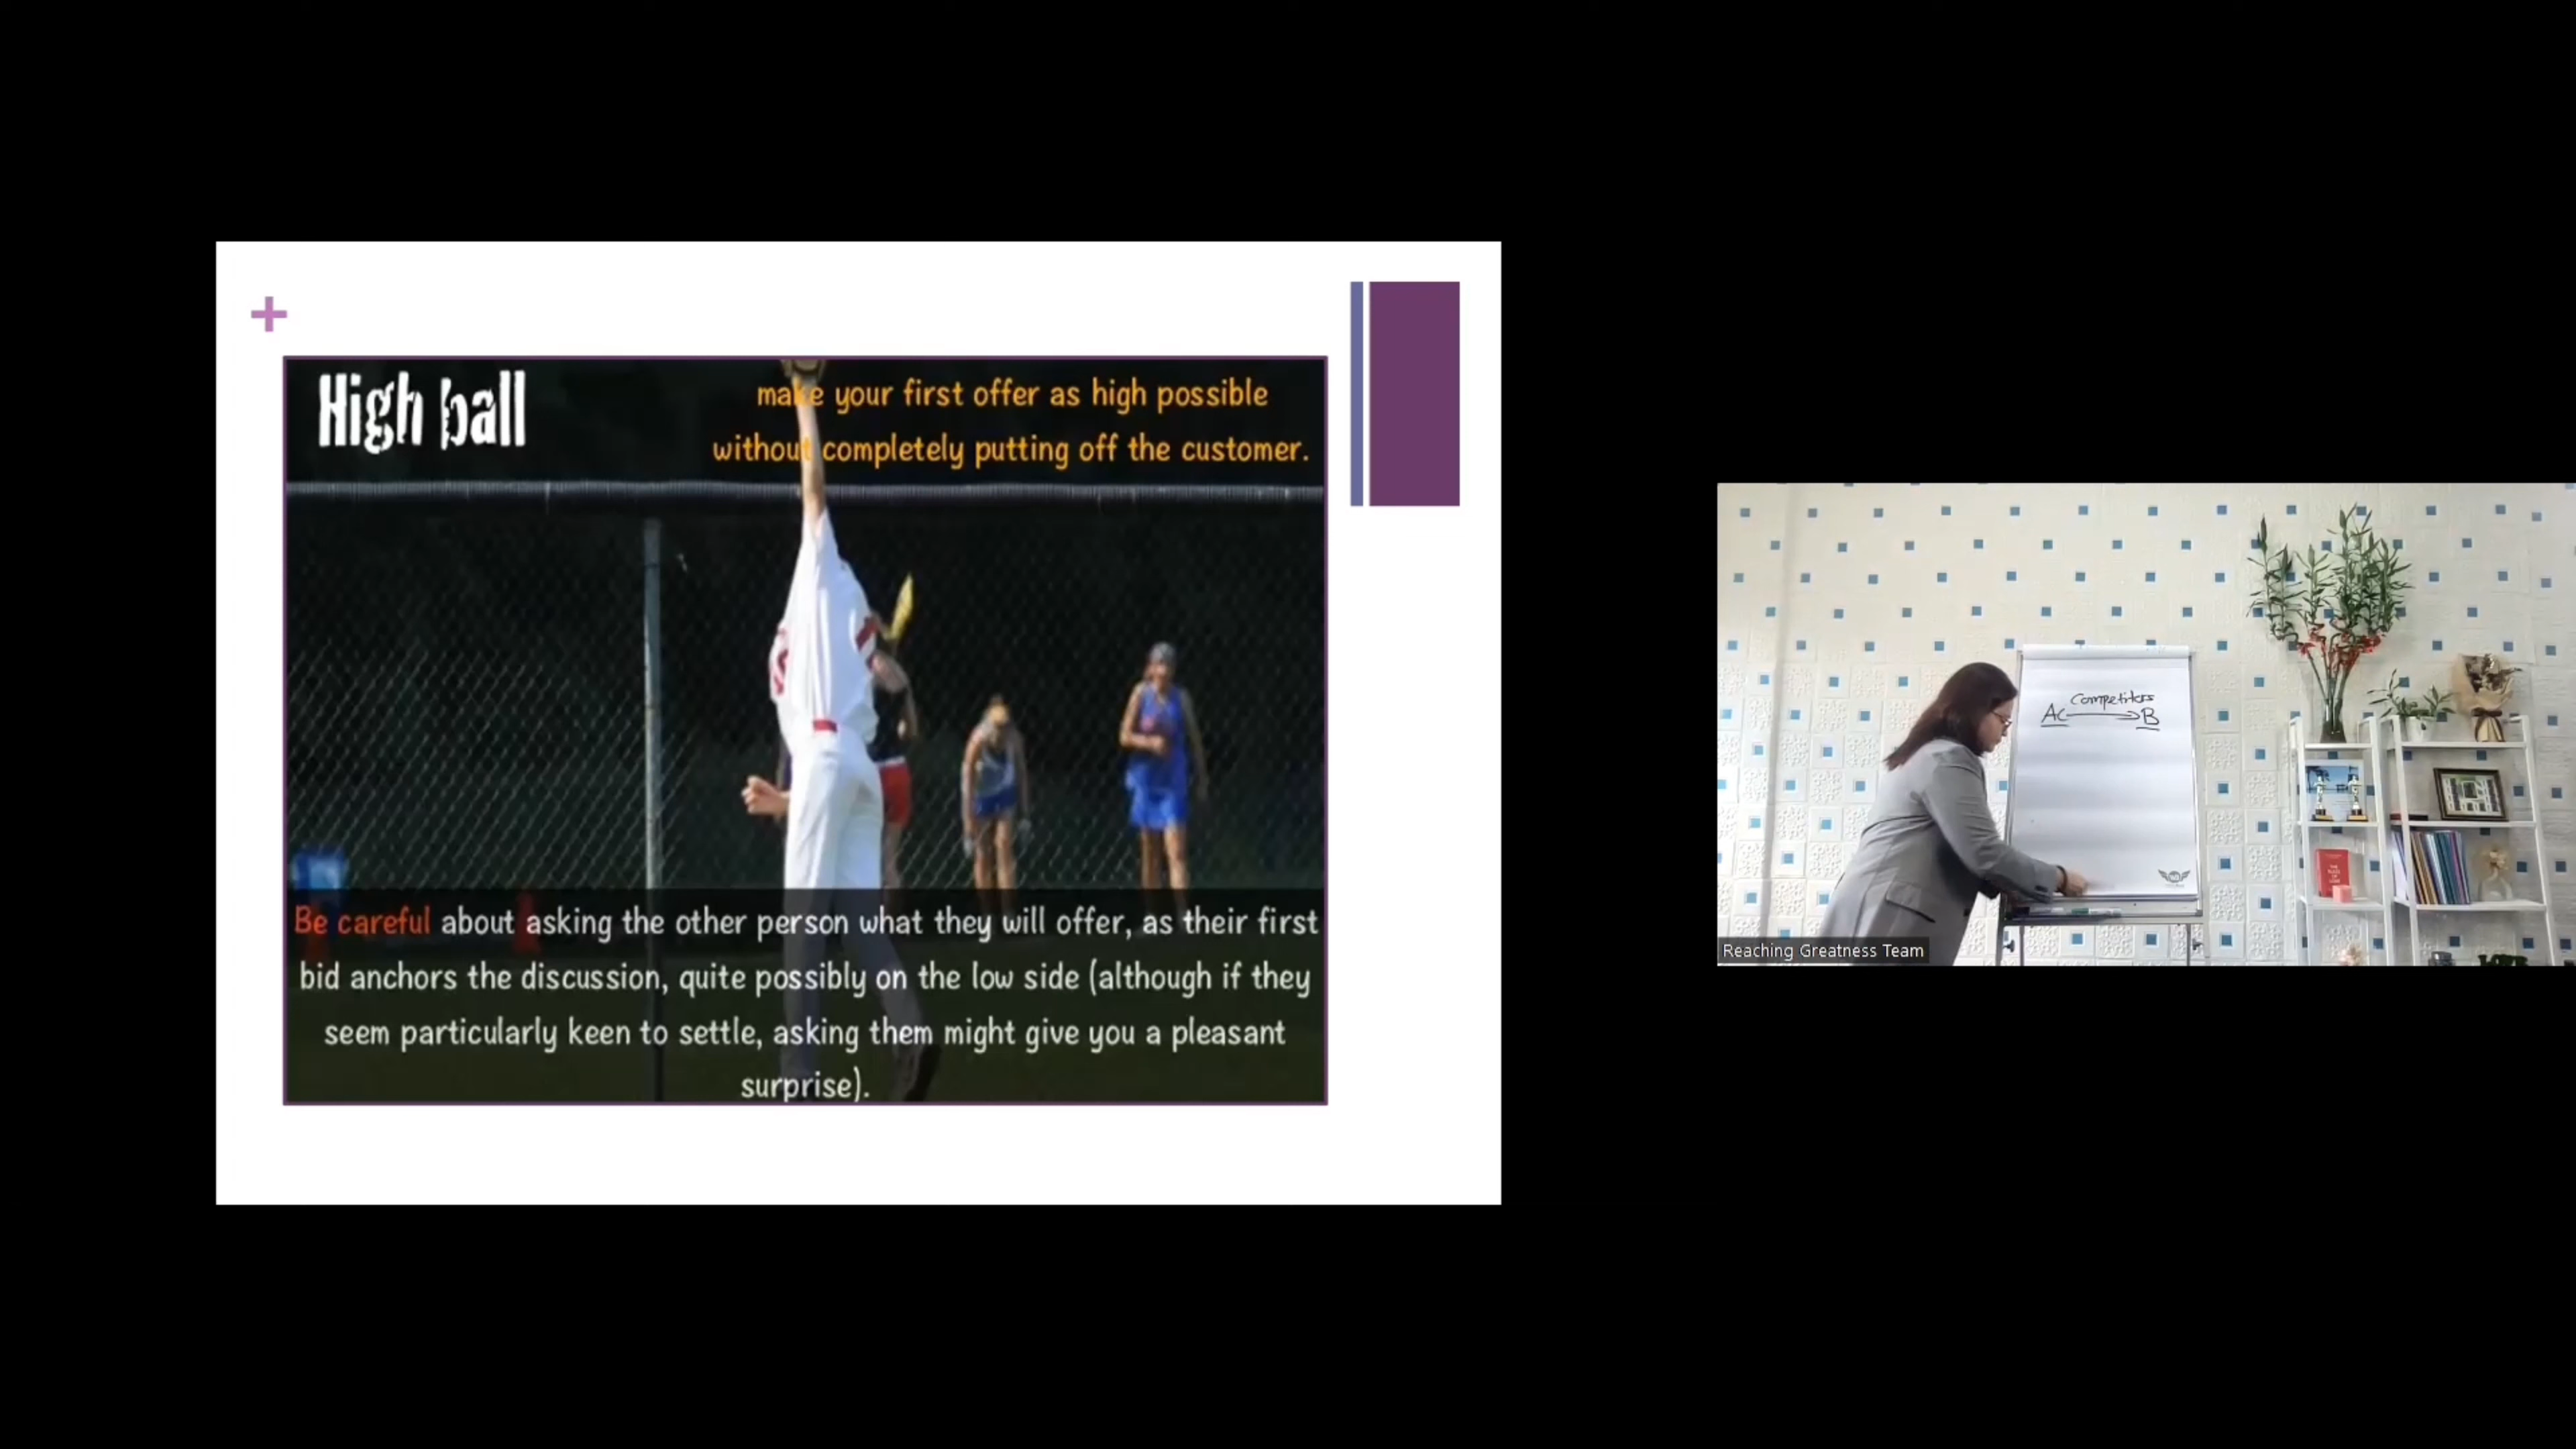 +
High ball
make your first offer as high possible
without completely putting off the customer.
Be careful about asking the other person what they will offer, as their first
bid anchors the discussion, quite possibly on the low side (although if they
seem particularly keen to settle, asking them might give you a pleasant
surprise).
Competitors
AC B
Reaching Greatness Team